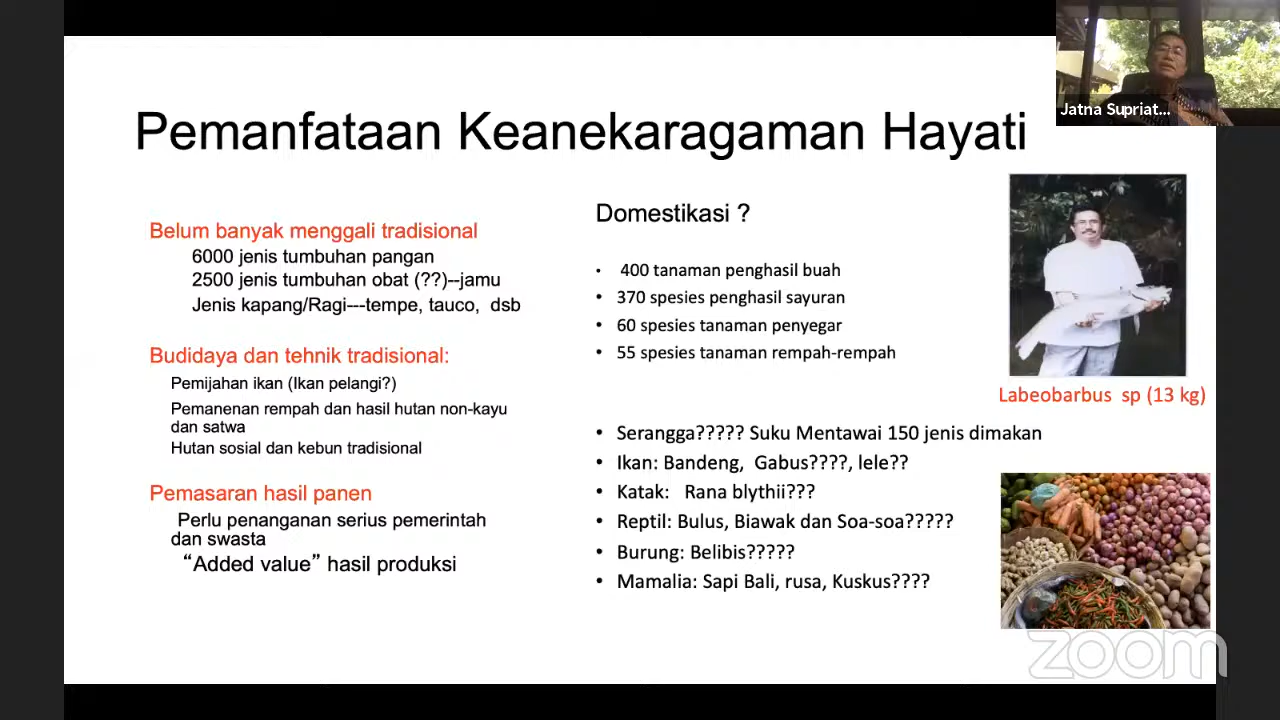 Jatna Supriat...
Pemanfataan Keanekaragaman Hayati
Belum banyak menggali tradisional
6000 jenis tumbuhan pangan
2500 jenis tumbuhan obat (??)--jamu
Jenis kapang/Ragi---tempe, tauco, dsb
Budidaya dan tehnik tradisional:
Pemijahan ikan (Ikan pelangi?)
Pemanenan rempah dan hasil hutan non-kayu
dan satwa
Hutan sosial dan kebun tradisional
Pemasaran hasil panen
Perlu penanganan serius pemerintah
dan swasta
“Added value” hasil produksi
Domestikasi ?
• 400 tanaman penghasil buah
• 370 spesies penghasil sayuran
• 60 spesies tanaman penyegar
• 55 spesies tanaman rempah-rempah
• Serangga????? Suku Mentawai 150 jenis dimakan
• Ikan: Bandeng, Gabus????, lele??
• Katak: Rana blythii???
• Reptil: Bulus, Biawak dan Soa-soa?????
• Burung: Belibis?????
• Mamalia: Sapi Bali, rusa, Kuskus????
Labeobarbus sp (13 kg)
zoom